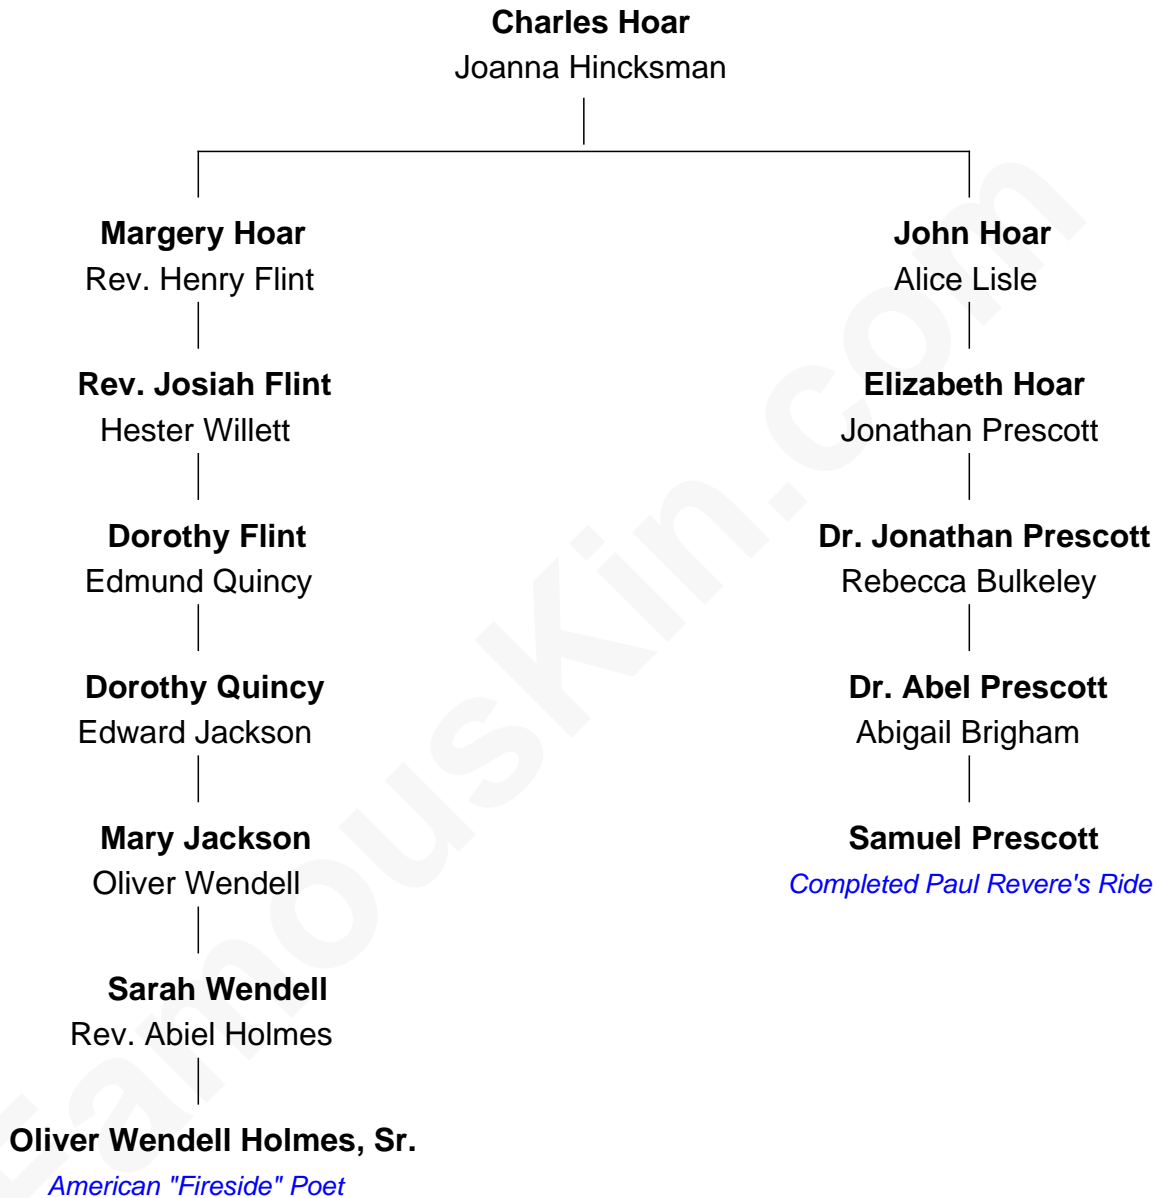 Charles Hoar
Joanna Hincksman
Margery Hoar
Rev. Henry Flint
John Hoar
Alice Lisle
Rev. Josiah Flint
Hester Willett
Elizabeth Hoar
Jonathan Prescott
Dorothy Flint
Edmund Quincy
Dr. Jonathan Prescott
Rebecca Bulkeley
Dorothy Quincy
Edward Jackson
Dr. Abel Prescott
Abigail Brigham
Mary Jackson
Oliver Wendell
Samuel Prescott
Completed Paul Revere's Ride
Sarah Wendell
Rev. Abiel Holmes
Oliver Wendell Holmes, Sr.
American "Fireside" Poet
FamousKin.com